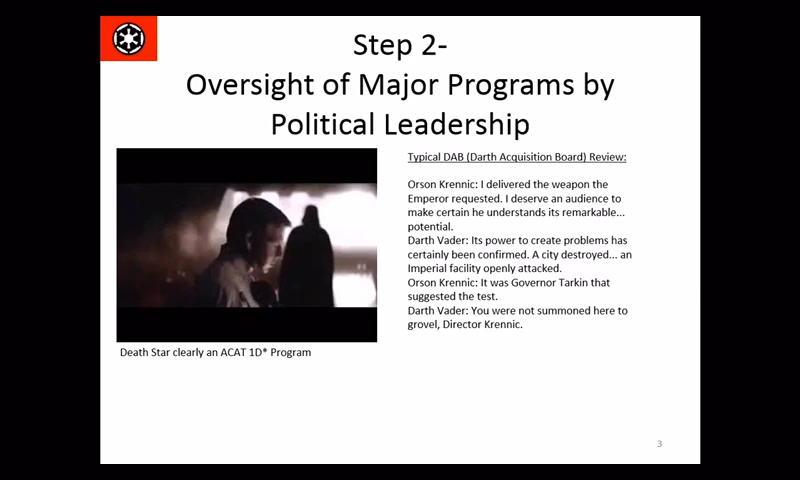 Step 2-
Oversight of Major Programs by
Political Leadership
Typical DAB (Darth Acquisition Board) Review:
Orson Krennic: I delivered the weapon the
Emperor requested. I deserve an audience to
make certain he understands its remarkable...
potential.
Darth Vader: Its power to create problems has
certainly been confirmed. A city destroyed... an
Imperial facility openly attacked.
Orson Krennic: It was Governor Tarkin that
suggested the test.
Darth Vader: You were not summoned here to
grovel, Director Krennic.
Death Star clearly an ACAT 1D* Program
3